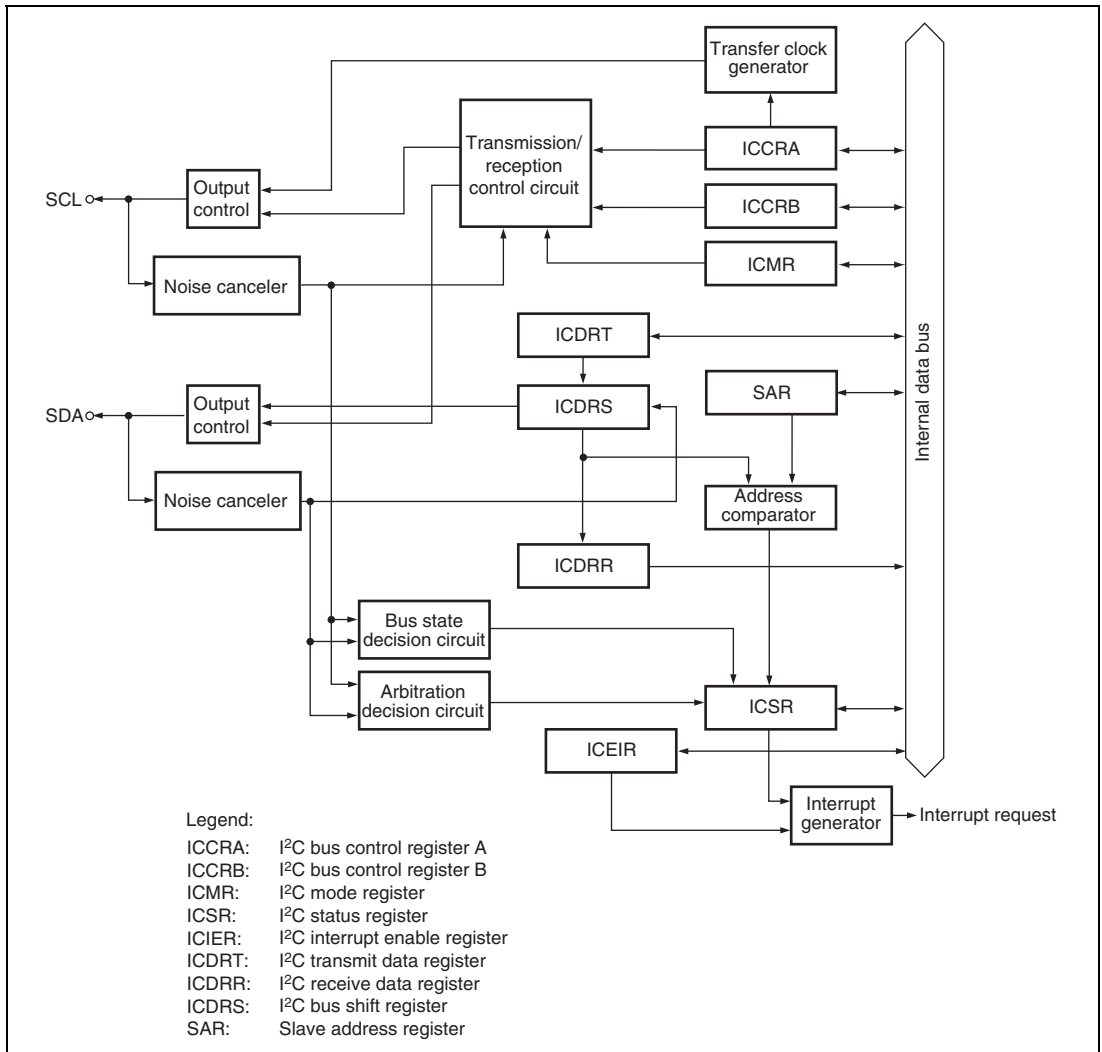 Transfer clock
generator
Transmission/
reception
control circuit
ICCRA
SCL
Output
control
ICCRB
Noise canceler
ICMR
ICDRT
Internal data bus
SDA
Output
control
ICDRS
SAR
Noise canceler
Address
comparator
ICDRR
Bus state
decision circuit
Arbitration
decision circuit
ICSR
ICEIR
Interrupt
generator
Interrupt request
Legend:
ICCRA: I²C bus control register A
ICCRB: I²C bus control register B
ICMR: I²C mode register
ICSR: I²C status register
ICIER: I²C interrupt enable register
ICDRT: I²C transmit data register
ICDRR: I²C receive data register
ICDRS: I²C bus shift register
SAR: Slave address register